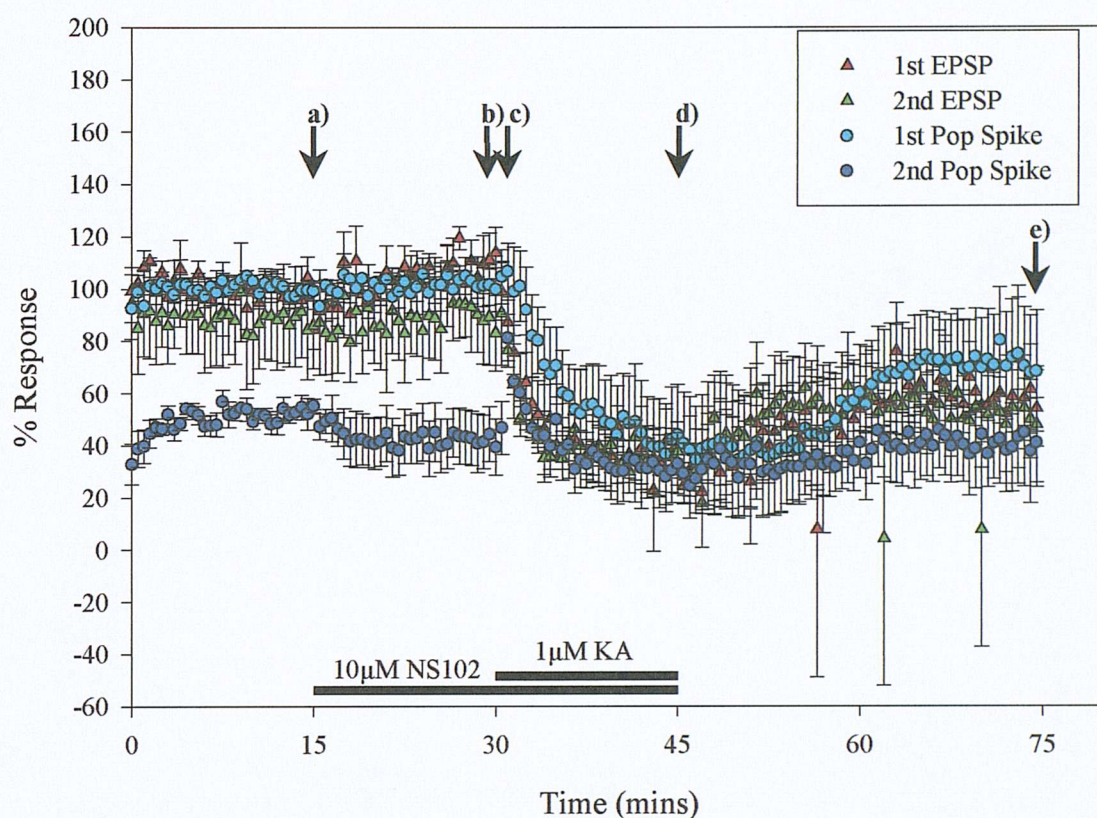 200
180
160
140
120
100
80
60
40
20
0
-20
-40
-60
% Response
a)
b)
c)
d)
e)
1st EPSP
2nd EPSP
1st Pop Spike
2nd Pop Spike
10µM NS102
1µM KA
0
15
30
45
60
75
Time (mins)